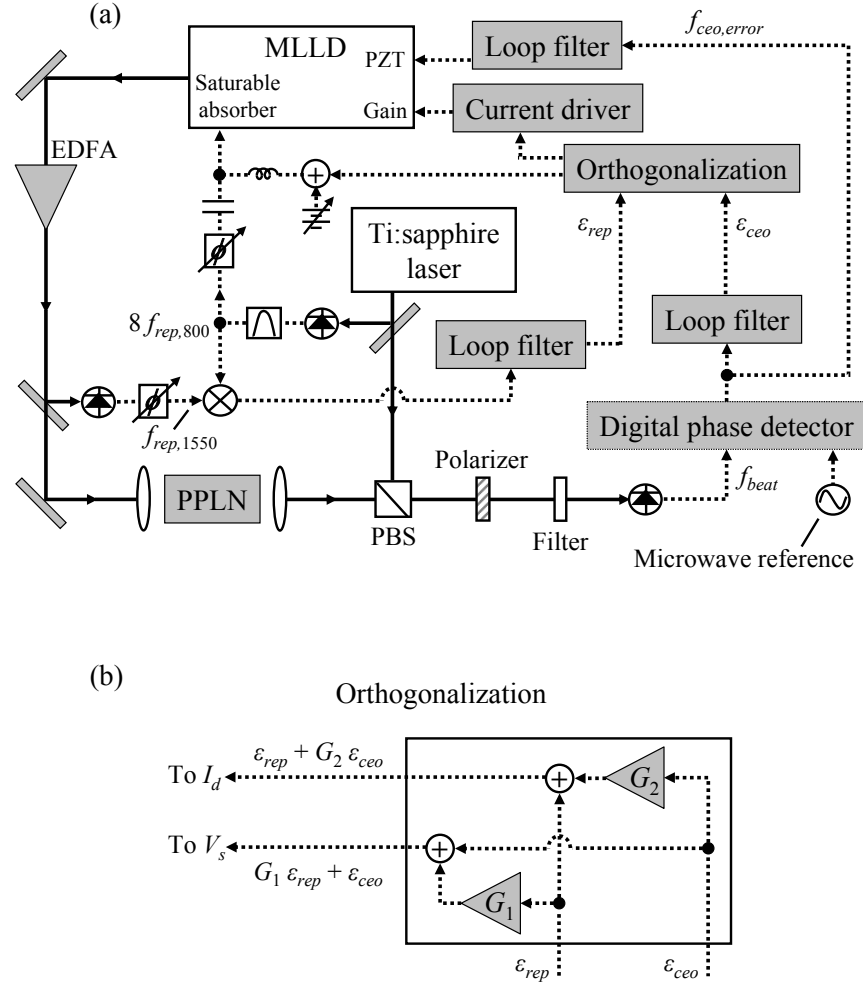 (a)
f_ceo,error
MLLD
Loop filter
PZT
Saturable
absorber
Gain
Current driver
EDFA
Orthogonalization
ε_rep
ε_ceo
Ti:sapphire
laser
ϕ
8 f_rep,800
Loop filter
Loop filter
ϕ
f_rep,1550
Digital phase detector
Polarizer
f_beat
PPLN
PBS
Filter
Microwave reference
(b)
Orthogonalization
ε_rep + G_2 ε_ceo
To I_d
G_2
To V_s
G_1 ε_rep + ε_ceo
G_1
ε_rep
ε_ceo